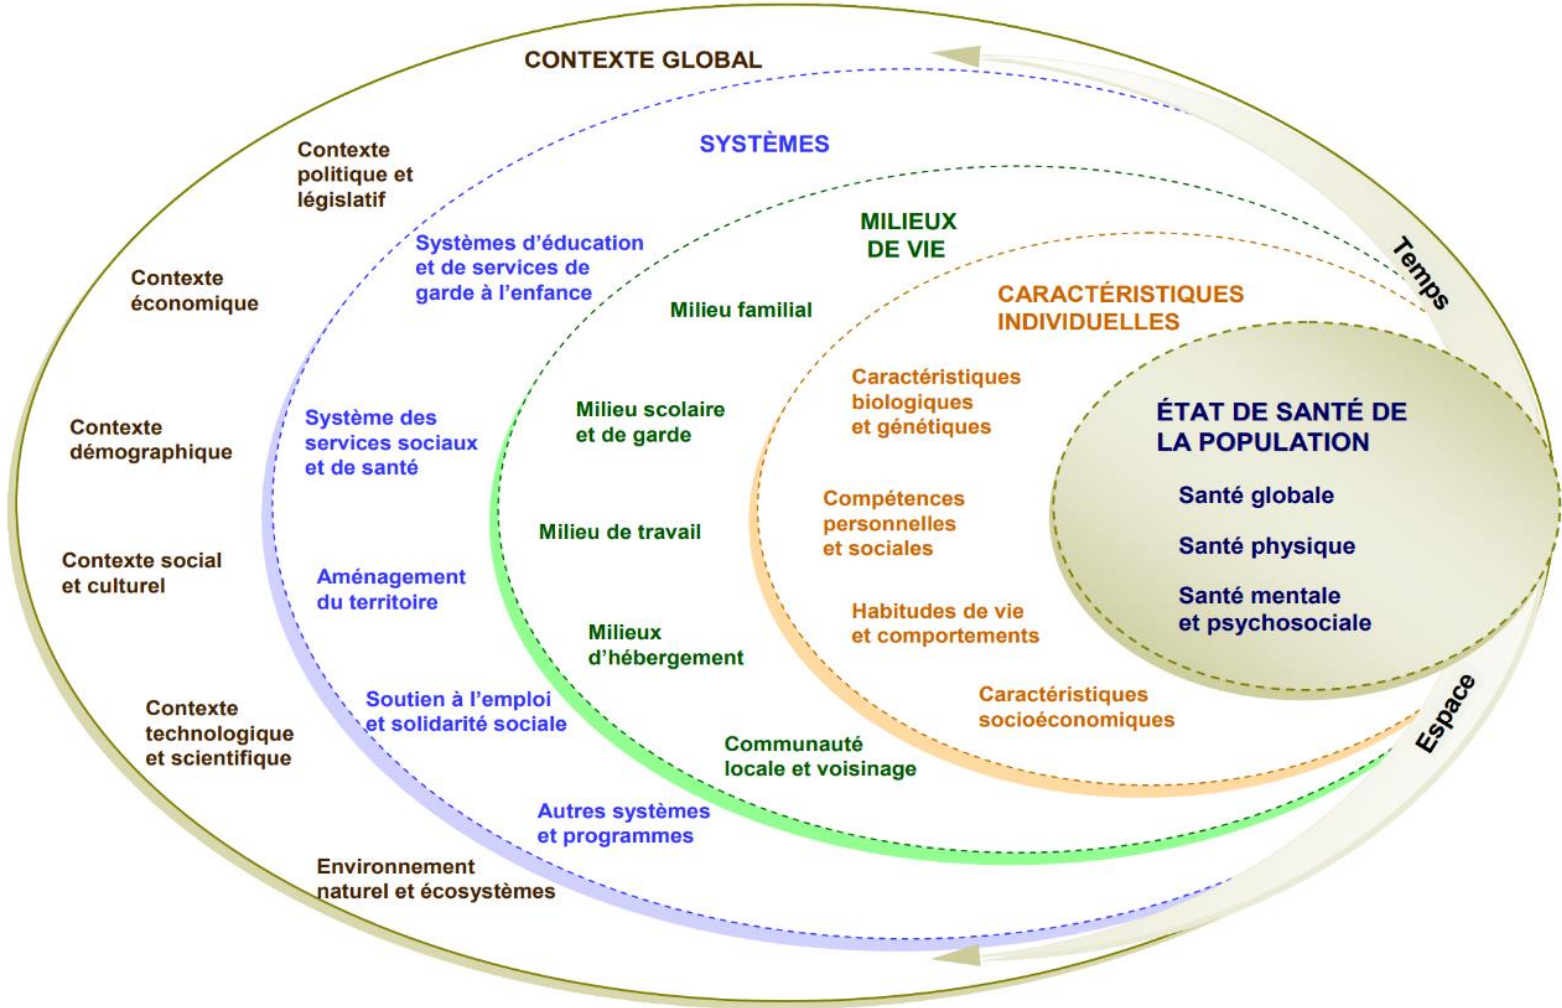 CONTEXTE GLOBAL
Contexte
politique et
législatif
Contexte
économique
Contexte
démographique
Contexte social
et culturel
Contexte
technologique
et scientifique
Environnement
naturel et écosystèmes
SYSTÈMES
Systèmes d’éducation
et de services de
garde à l’enfance
Système des
services sociaux
et de santé
Aménagement
du territoire
Soutien à l’emploi
et solidarité sociale
Autres systèmes
et programmes
MILIEUX
DE VIE
Milieu familial
Milieu scolaire
et de garde
Milieu de travail
Milieux
d’hébergement
Communauté
locale et voisinage
CARACTÉRISTIQUES
INDIVIDUELLES
Caractéristiques
biologiques
et génétiques
Compétences
personnelles
et sociales
Habitudes de vie
et comportements
Caractéristiques
socioéconomiques
ÉTAT DE SANTÉ DE
LA POPULATION
Santé globale
Santé physique
Santé mentale
et psychosociale
Temps
Espace